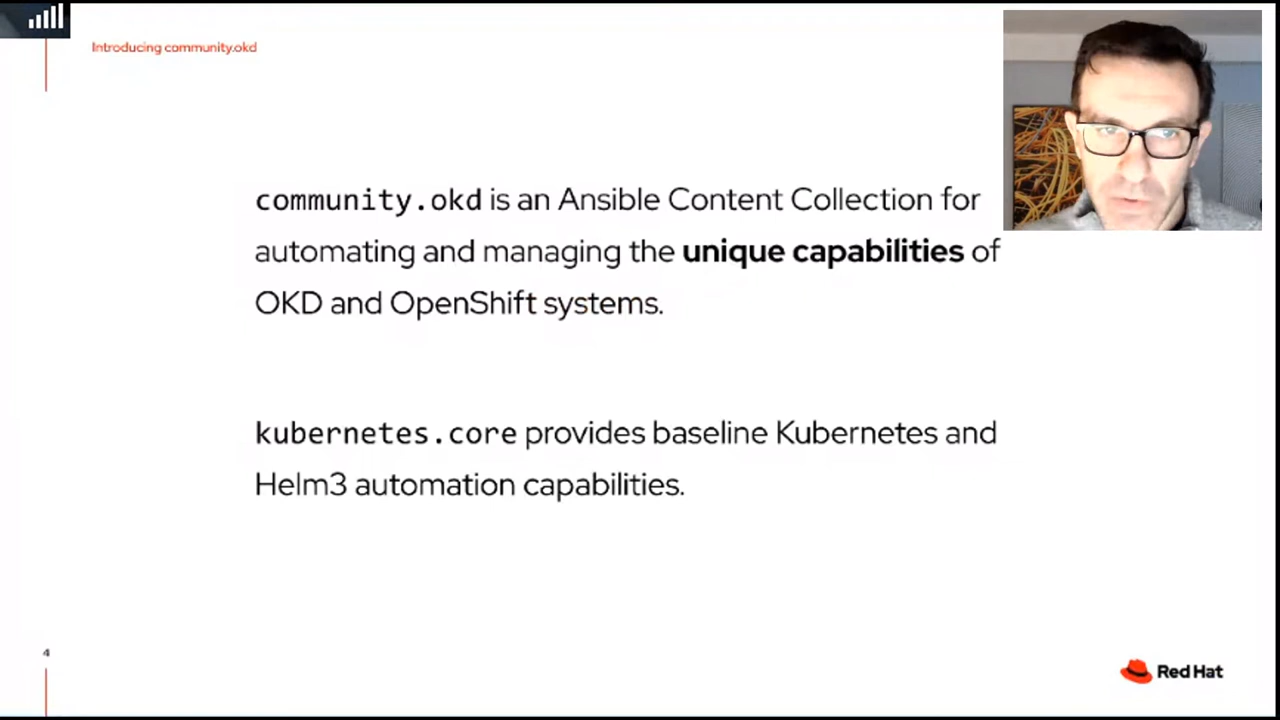 Introducing community.okd
community.okd is an Ansible Content Collection for
automating and managing the unique capabilities of
OKD and OpenShift systems.
kubernetes.core provides baseline Kubernetes and
Helm3 automation capabilities.
4
Red Hat